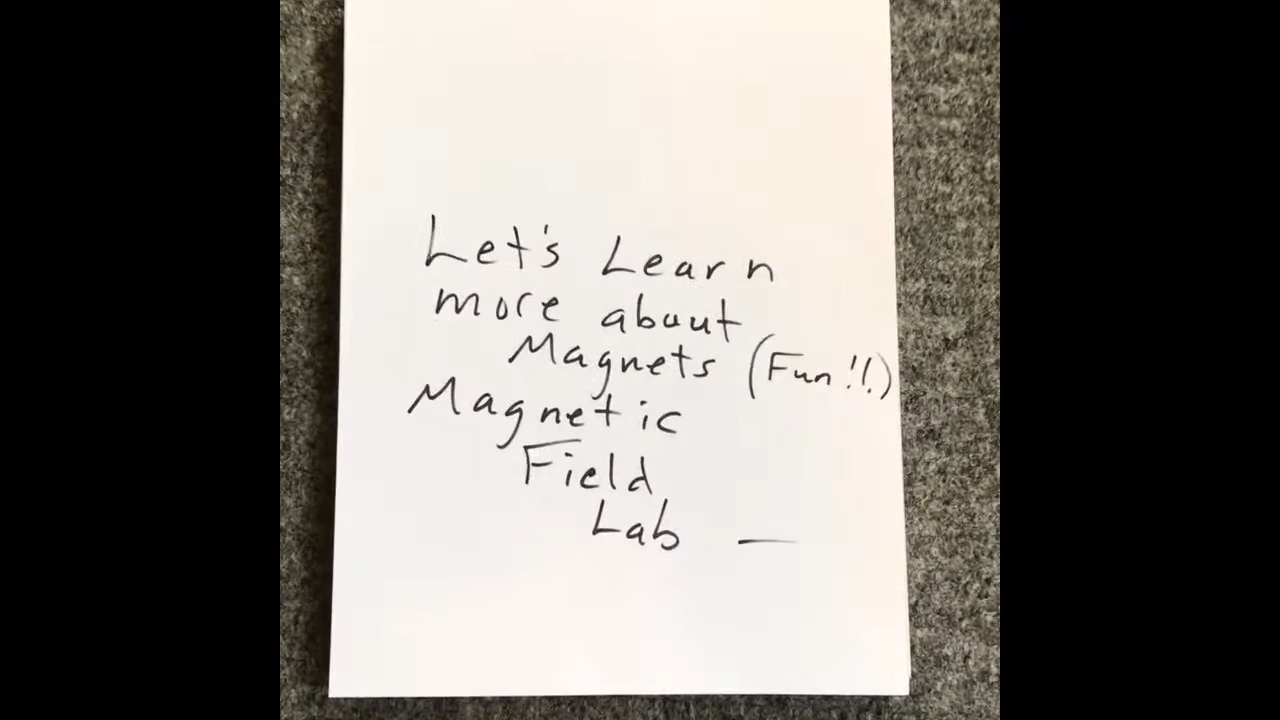 Let's Learn
more about
Magnets (Fun!!)
Magnetic
Field
Lab —